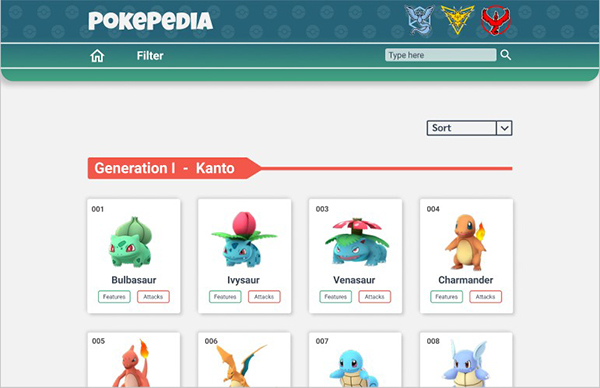 POKEPEDIA
Filter
Type here
Sort
Generation I - Kanto
001
003
004
Bulbasaur
Ivysaur
Venasaur
Charmander
Features
Attacks
Features
Attacks
Features
Attacks
Features
Attacks
005
006
007
008